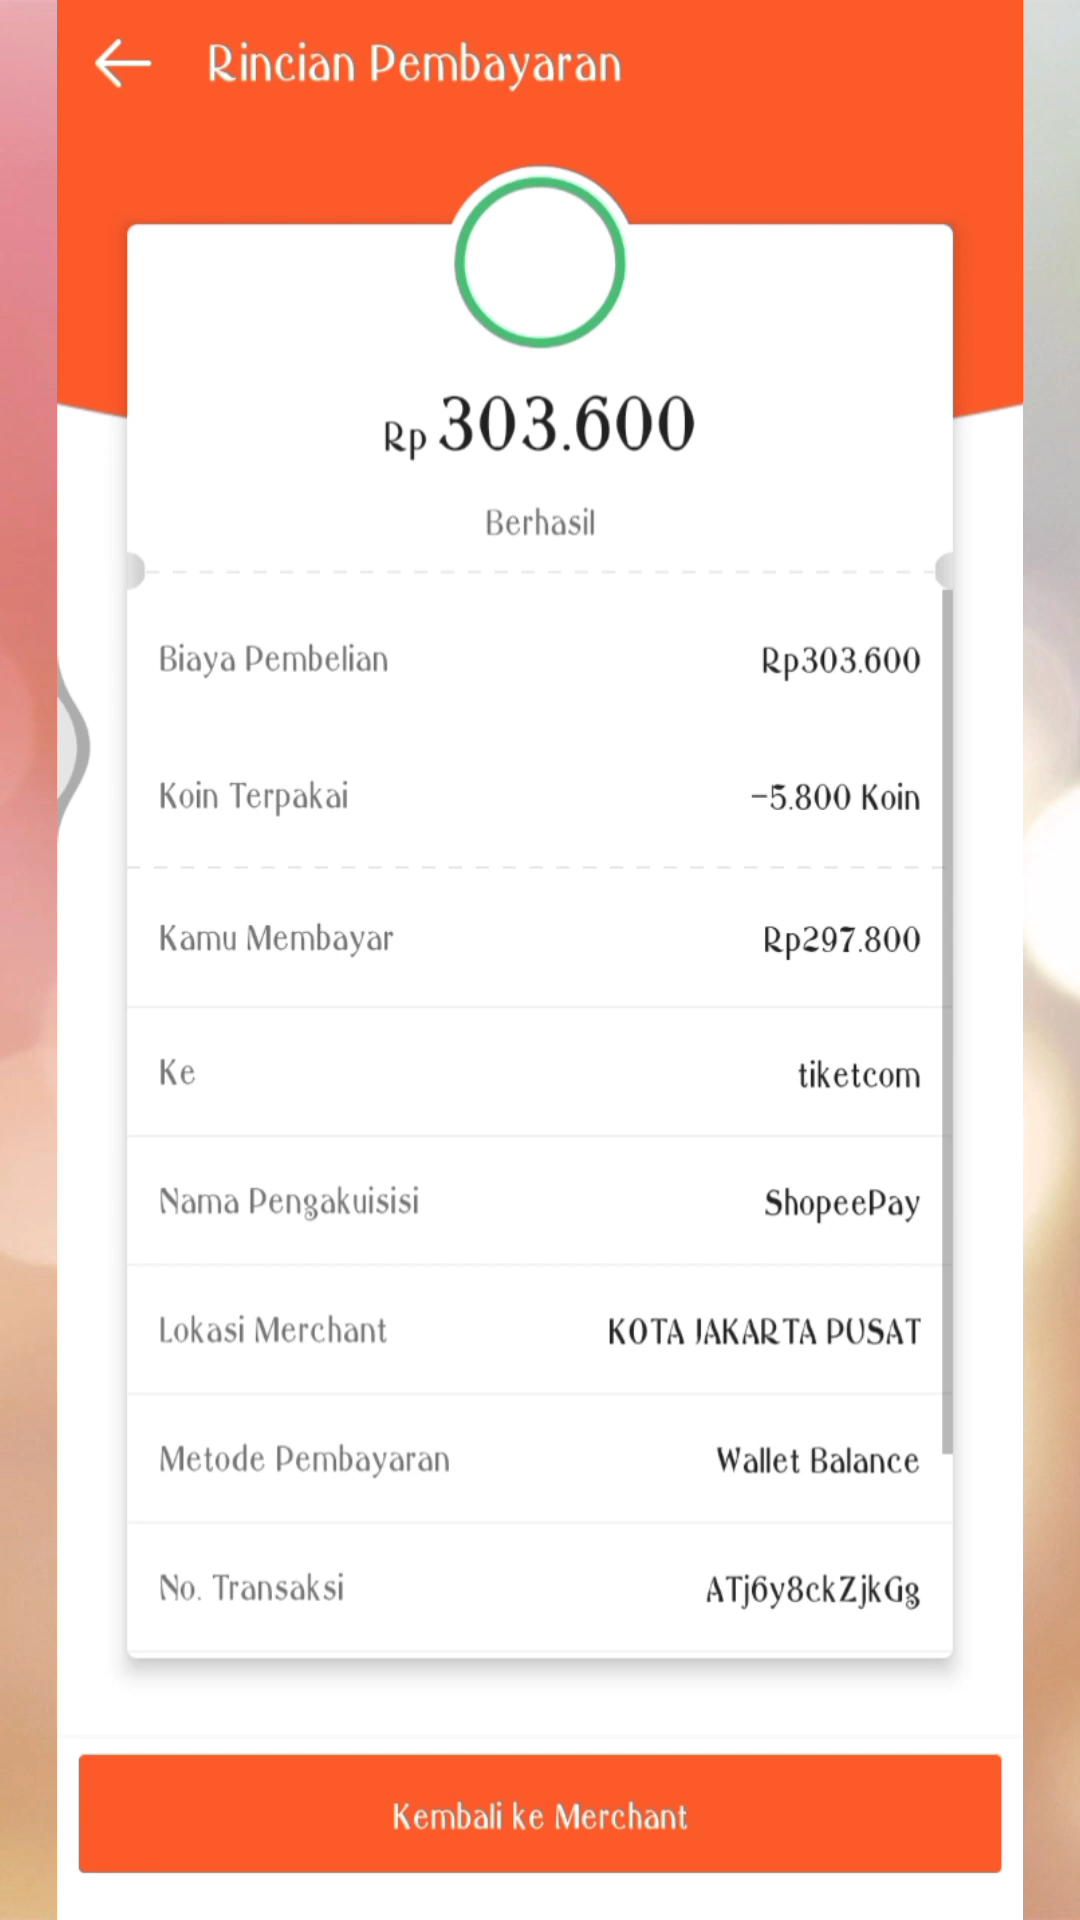 Rincian Pembayaran
Rp 303.600
Berhasil
Biaya Pembelian Rp303.600
Koin Terpakai -5.800 Koin
Kamu Membayar Rp297.800
Ke tiketcom
Nama Pengakuisisi ShopeePay
Lokasi Merchant KOTA JAKARTA PUSAT
Metode Pembayaran Wallet Balance
No. Transaksi ATj6y8ckZjkGg
Kembali ke Merchant